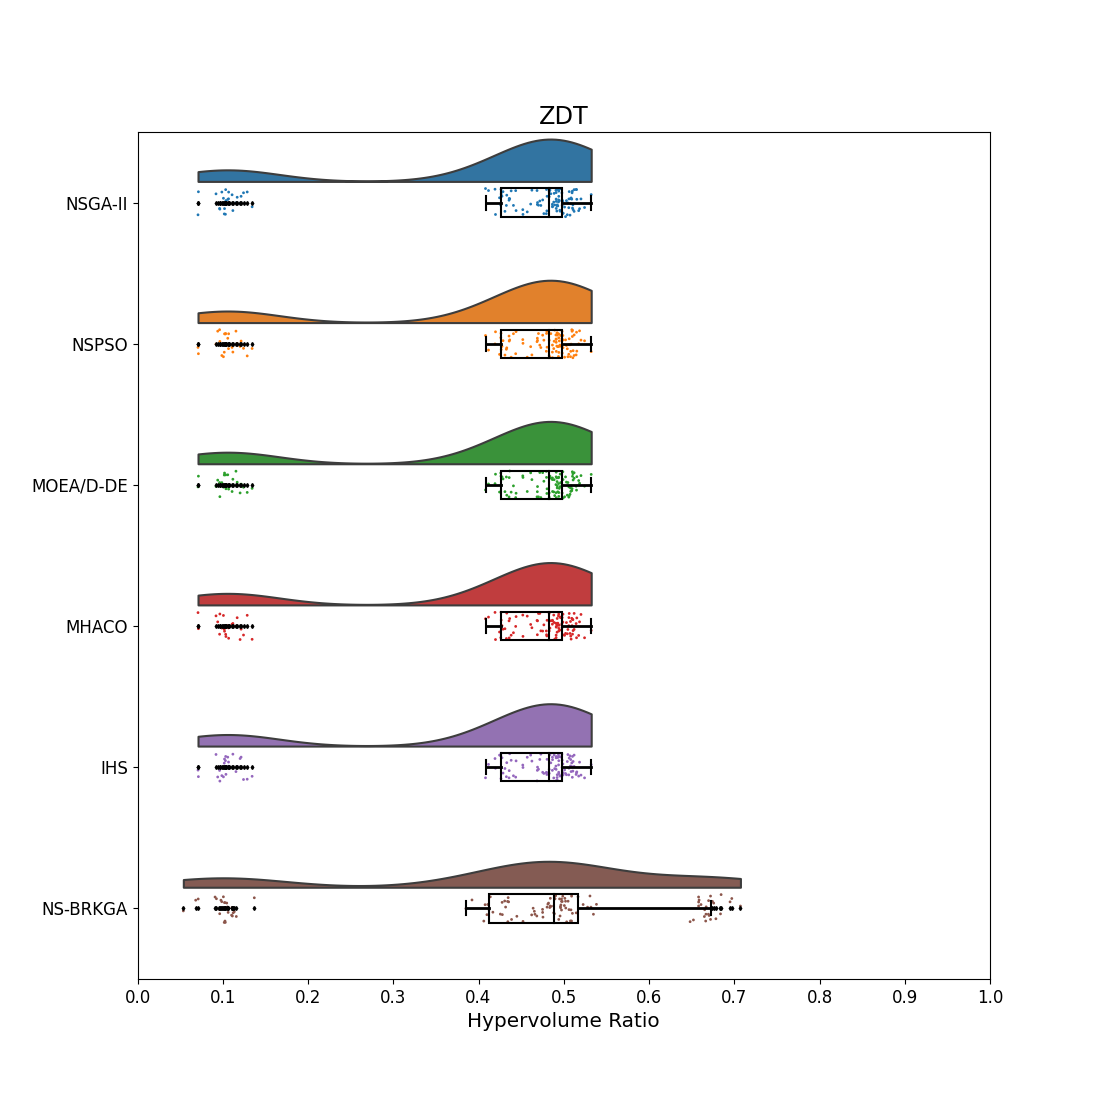 ZDT
NSGA-II
NSPSO
MOEA/D-DE
MHACO
IHS
NS-BRKGA
0.0 0.1 0.2 0.3 0.4 0.5 0.6 0.7 0.8 0.9 1.0
Hypervolume Ratio